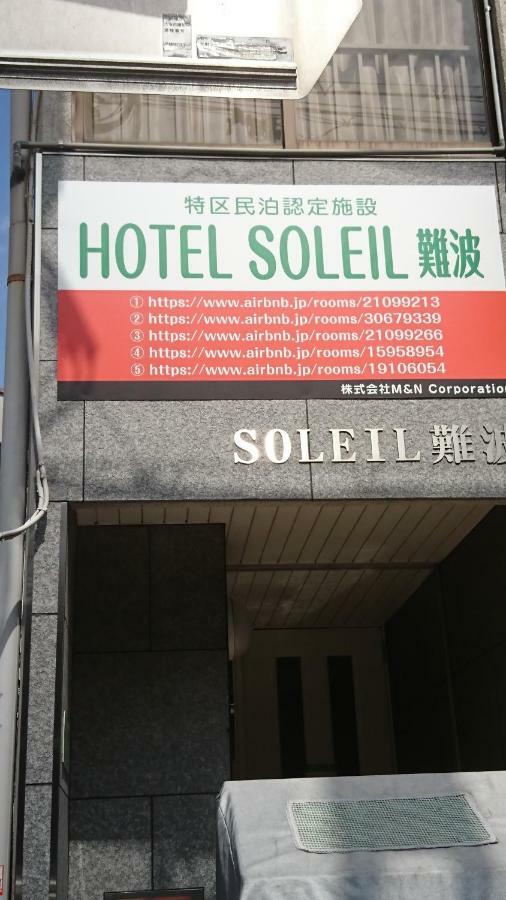 特区民泊認定施設
HOTEL SOLEIL 難波
① https://www.airbnb.jp/rooms/21099213
② https://www.airbnb.jp/rooms/30679339
③ https://www.airbnb.jp/rooms/21099266
④ https://www.airbnb.jp/rooms/15958954
⑤ https://www.airbnb.jp/rooms/19106054
株式会社M&N Corporation
SOLEIL 難波